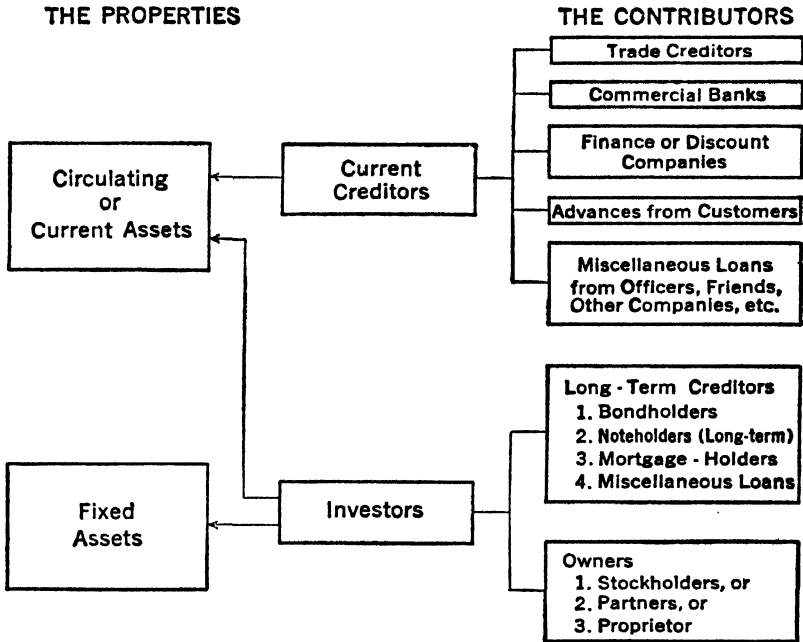 THE PROPERTIES
THE CONTRIBUTORS
Trade Creditors
Commercial Banks
Finance or Discount
Companies
Advances from Customers
Miscellaneous Loans
from Officers, Friends,
Other Companies, etc.
Circulating
or
Current Assets
Current
Creditors
Long-Term Creditors
1. Bondholders
2. Noteholders (Long-term)
3. Mortgage-Holders
4. Miscellaneous Loans
Fixed
Assets
Investors
Owners
1. Stockholders, or
2. Partners, or
3. Proprietor